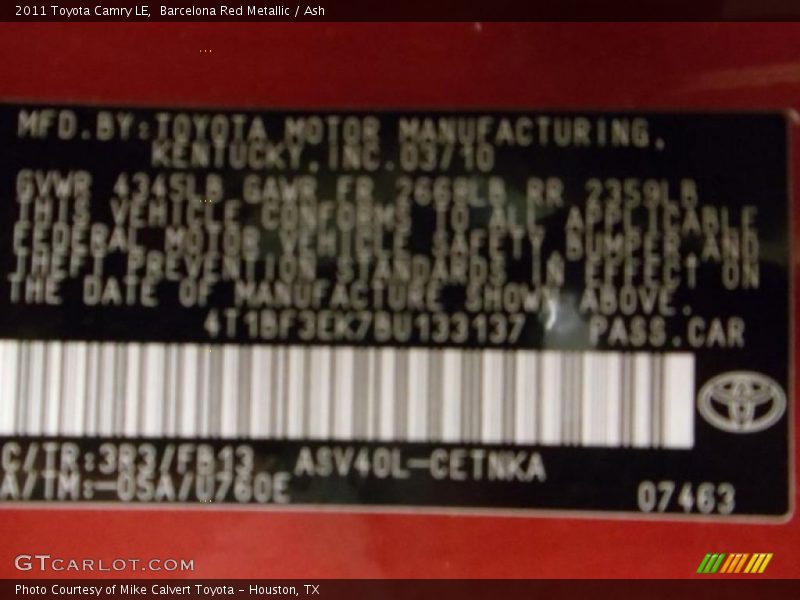 2011 Toyota Camry LE,  Barcelona Red Metallic / Ash
MFD.BY:TOYOTA MOTOR MANUFACTURING,
KENTUCKY,INC.03/10
GVWR 4345LB GAWR FR 2668LB RR 2359LB
THIS VEHICLE CONFORMS TO ALL APPLICABLE
FEDERAL MOTOR VEHICLE SAFETY,BUMPER,AND
THEFT PREVENTION STANDARDS IN EFFECT ON
THE DATE OF MANUFACTURE SHOWN ABOVE.
4T1BF3EK7BU133137 PASS.CAR
C/TR:3R3/FB13 ASV40L-CETNKA
A/TM:-05A/U760E 07463
GTCARLOT.COM
Photo Courtesy of Mike Calvert Toyota - Houston, TX